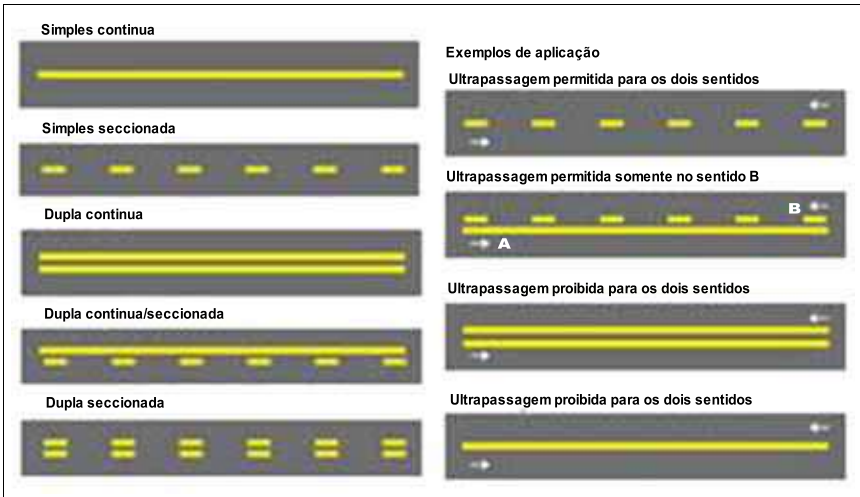 Simples continua
Simples seccionada
Dupla continua
Dupla continua/seccionada
Dupla seccionada
Exemplos de aplicação
Ultrapassagem permitida para os dois sentidos
Ultrapassagem permitida somente no sentido B
B
A
Ultrapassagem proibida para os dois sentidos
Ultrapassagem proibida para os dois sentidos